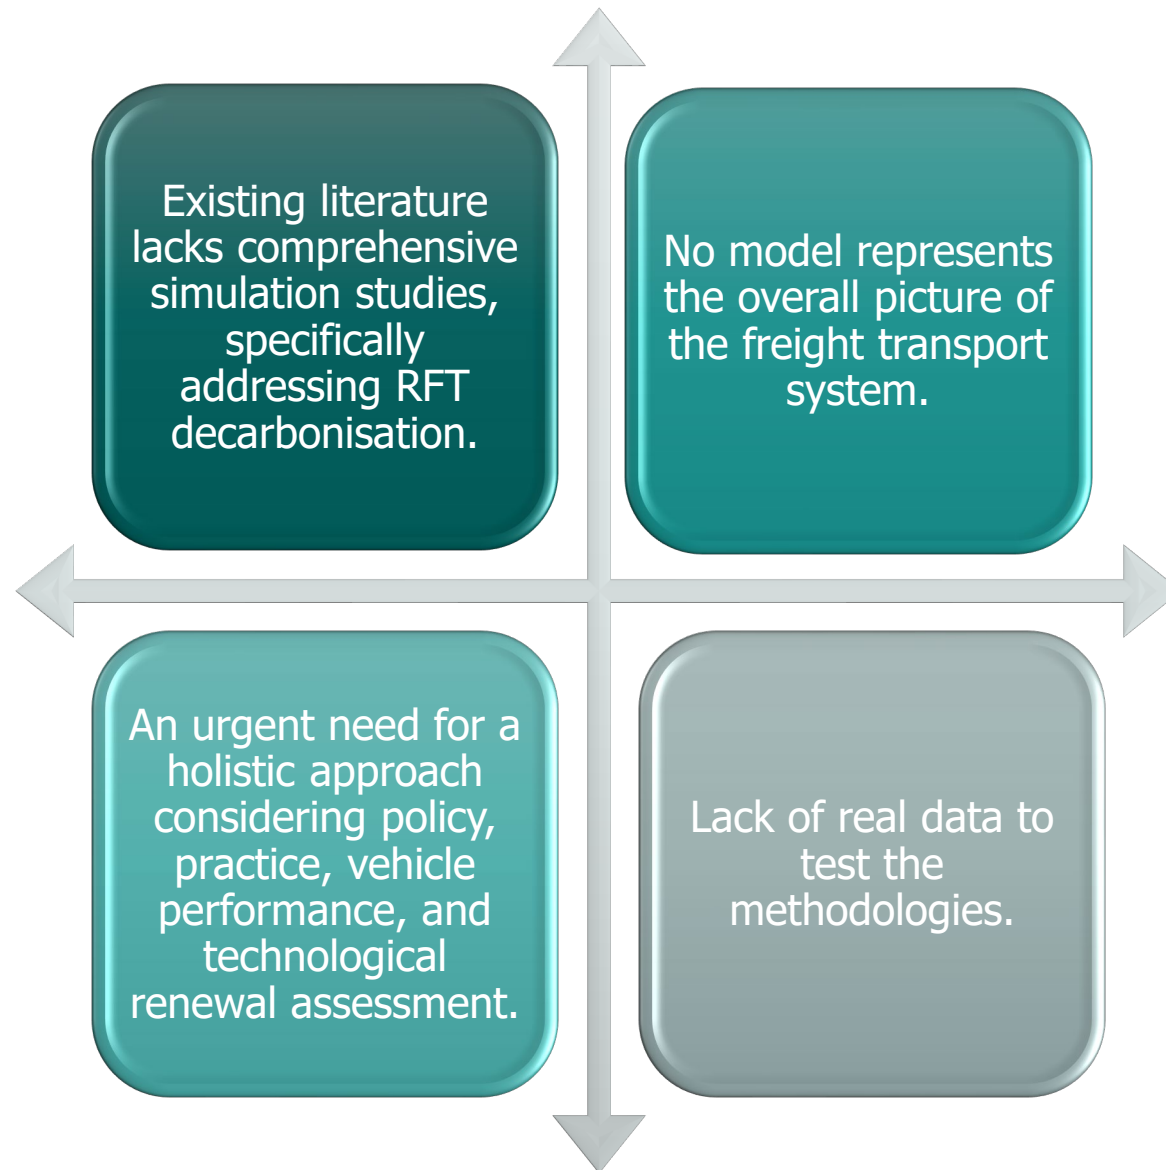 Existing literature
lacks comprehensive
simulation studies,
specifically
addressing RFT
decarbonisation.
No model represents
the overall picture of
the freight transport
system.
An urgent need for a
holistic approach
considering policy,
practice, vehicle
performance, and
technological
renewal assessment.
Lack of real data to
test the
methodologies.